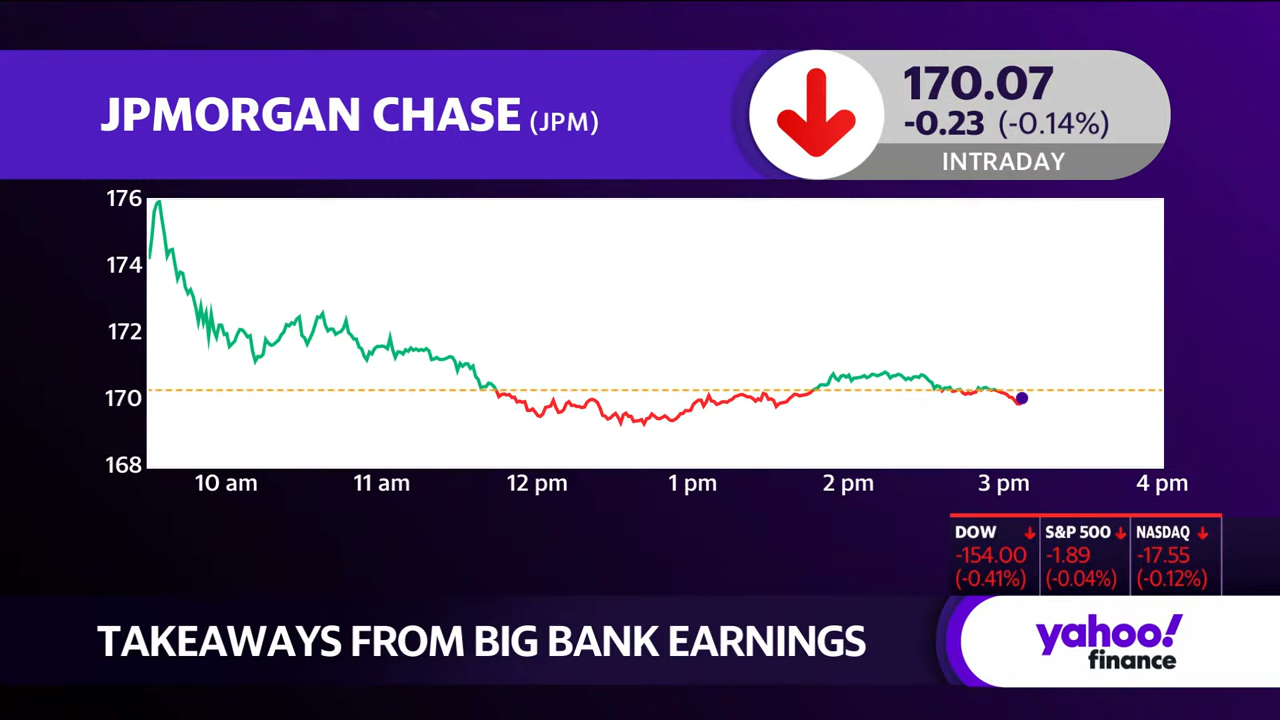 JPMORGAN CHASE (JPM)
170.07
-0.23 (-0.14%)
INTRADAY
176
174
172
170
168
10 am 11 am 12 pm 1 pm 2 pm 3 pm 4 pm
DOW S&P 500 NASDAQ
-154.00 -1.89 -17.55
(-0.41%) (-0.04%) (-0.12%)
TAKEAWAYS FROM BIG BANK EARNINGS
yahoo!
finance